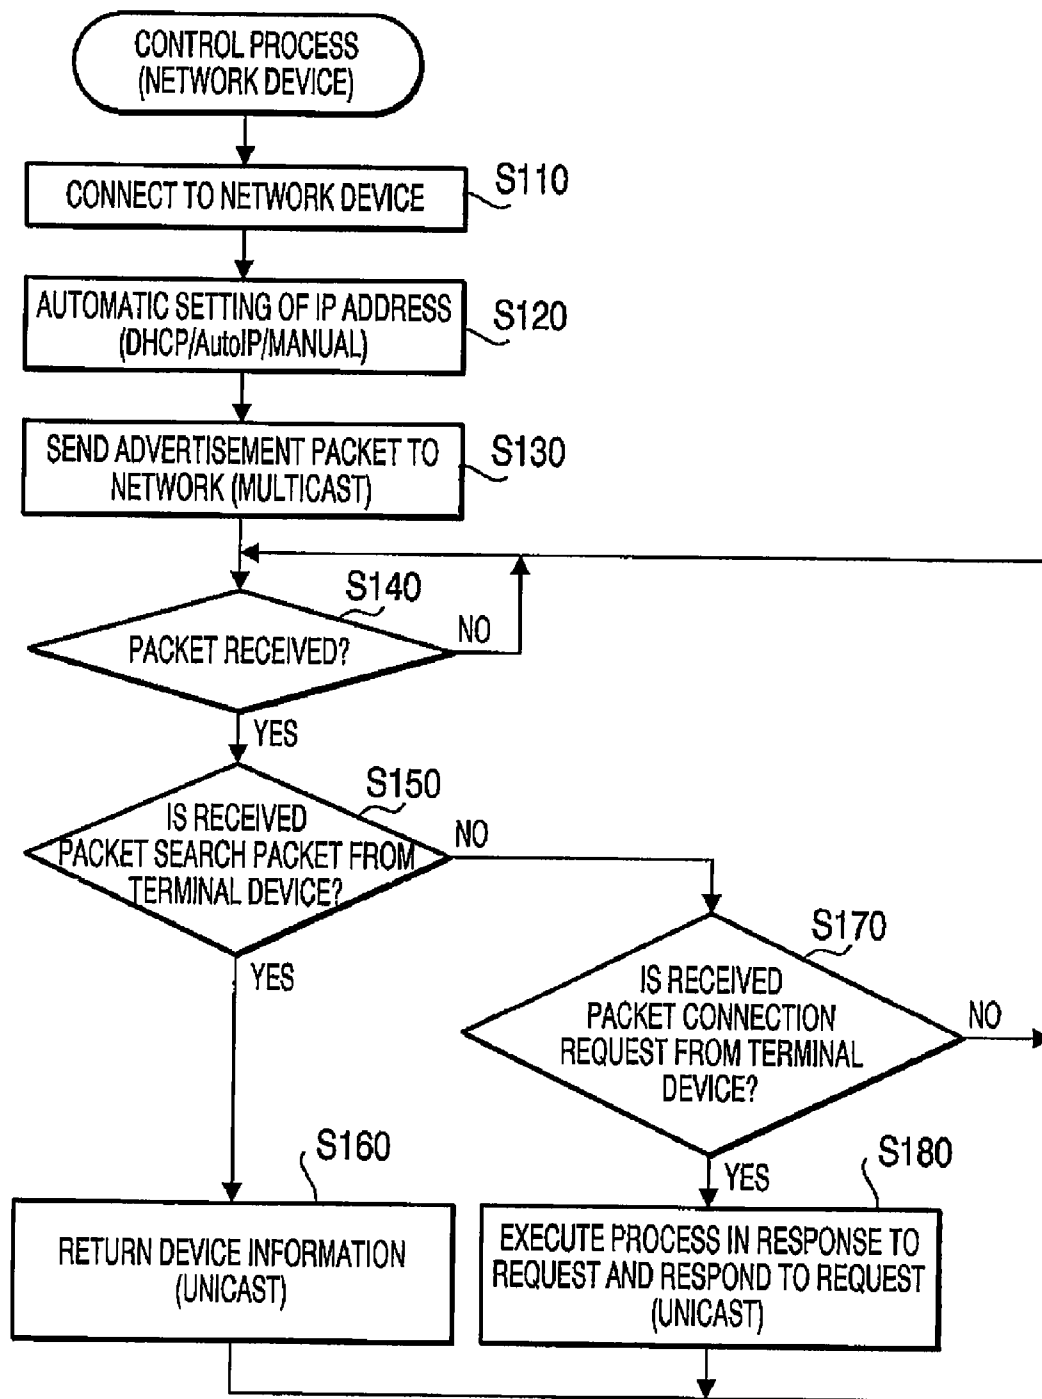 CONTROL PROCESS
(NETWORK DEVICE)
CONNECT TO NETWORK DEVICE
S110
AUTOMATIC SETTING OF IP ADDRESS
(DHCP/AutoIP/MANUAL)
S120
SEND ADVERTISEMENT PACKET TO
NETWORK (MULTICAST)
S130
S140
PACKET RECEIVED?
NO
YES
S150
IS RECEIVED
PACKET SEARCH PACKET FROM
TERMINAL DEVICE?
NO
YES
S170
IS RECEIVED
PACKET CONNECTION
REQUEST FROM TERMINAL
DEVICE?
NO
YES
S160
RETURN DEVICE INFORMATION
(UNICAST)
S180
EXECUTE PROCESS IN RESPONSE TO
REQUEST AND RESPOND TO REQUEST
(UNICAST)